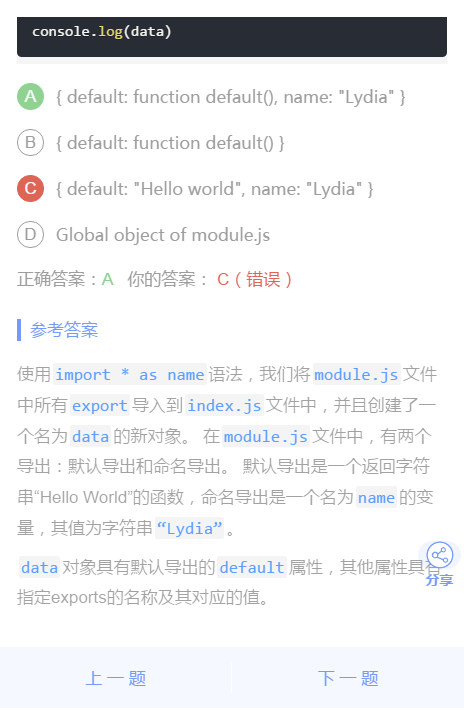 console.log(data)
A { default: function default(), name: "Lydia" }
B { default: function default() }
C { default: "Hello world", name: "Lydia" }
D Global object of module.js
正确答案：A 你的答案： C（错误）
参考答案
使用 import * as name 语法，我们将 module.js 文件
中所有 export 导入到 index.js 文件中，并且创建了一
个名为 data 的新对象。 在 module.js 文件中，有两个
导出：默认导出和命名导出。 默认导出是一个返回字符
串“Hello World”的函数，命名导出是一个名为 name 的变
量，其值为字符串 “Lydia” 。
data 对象具有默认导出的 default 属性，其他属性具有
指定exports的名称及其对应的值。
分享
上一题 下一题